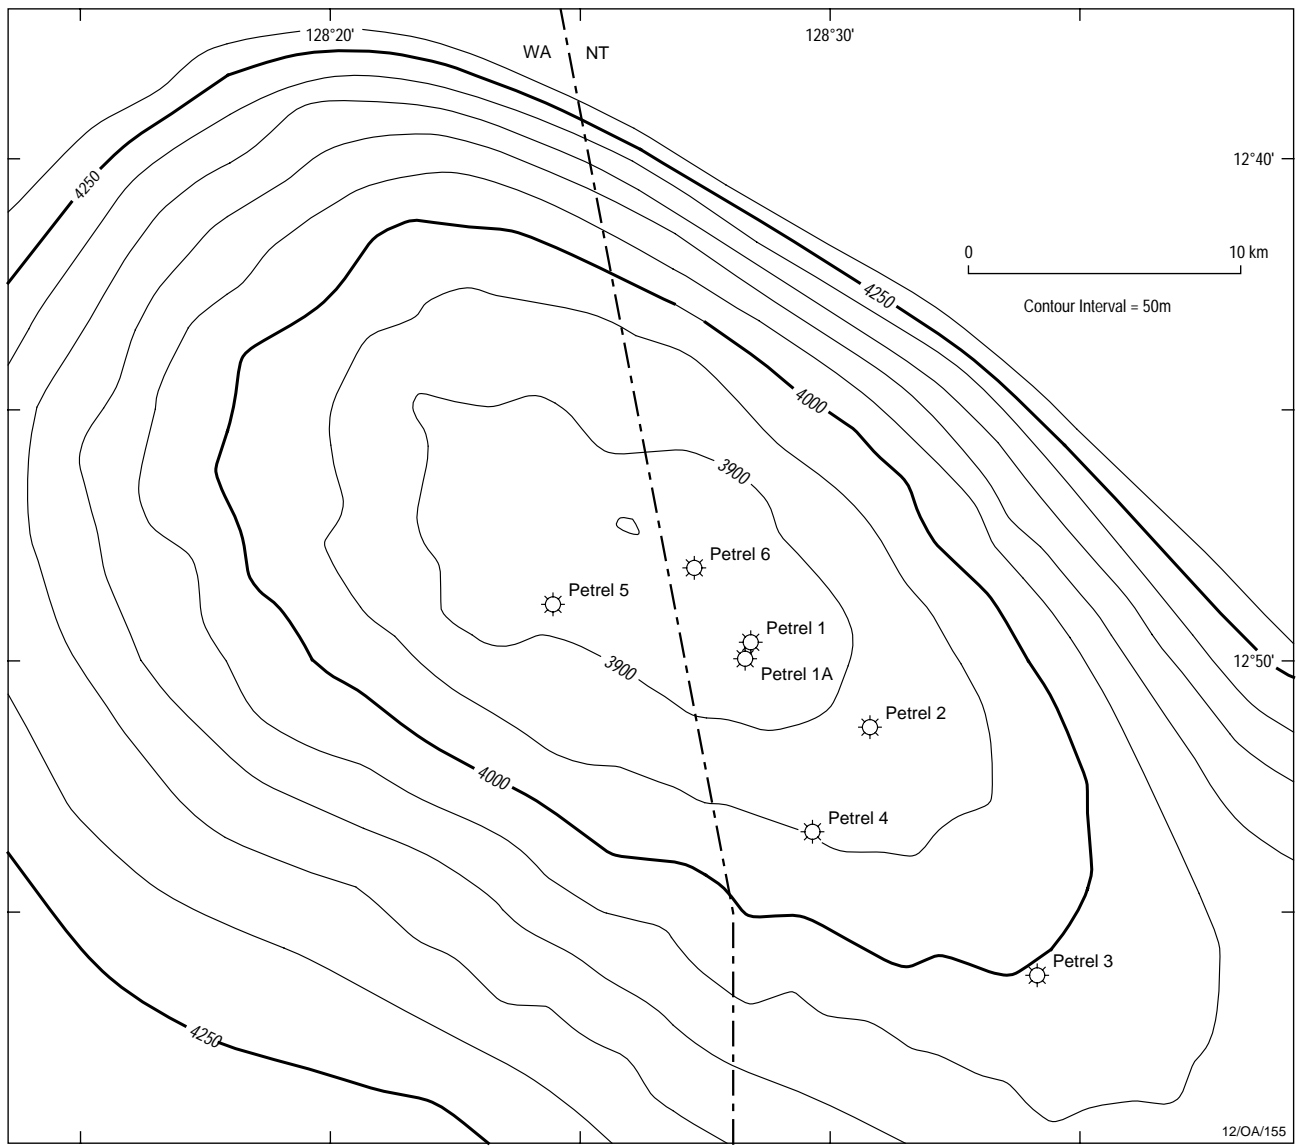 128°20'
128°30'
WA
NT
12°40'
4250
0
10 km
4250
Contour Interval = 50m
4000
3900
Petrel 6
Petrel 5
Petrel 1
3900
12°50'
Petrel 1A
Petrel 2
4000
Petrel 4
Petrel 3
4250
12/OA/155